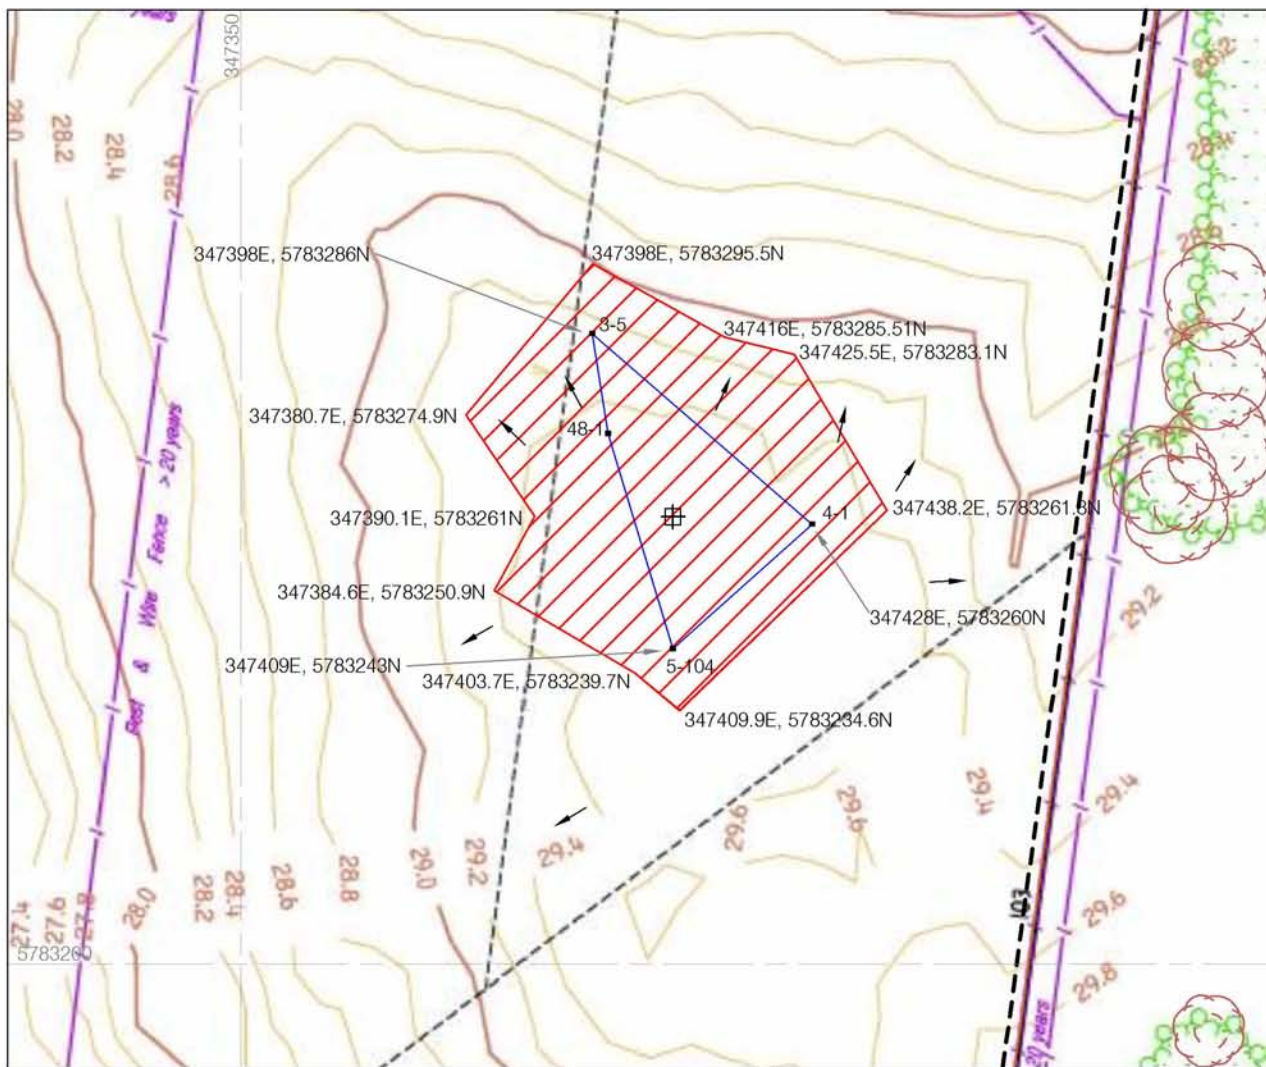 347350
28.0
28.2
28.4
28.6
28.2
347398E, 5783286N
347398E, 5783295.5N
3-5
347416E, 5783285.51N
347425.5E, 5783283.1N
347380.7E, 5783274.9N
48-1
Post & Wire Fence > 20 years
347390.1E, 5783261N
347438.2E, 5783261.3N
4-1
347384.6E, 5783250.9N
347428E, 5783260N
29.2
347409E, 5783243N
5-104
347403.7E, 5783239.7N
347409.9E, 5783234.6N
29.4
29.4
29.6
29.6
29.4
29.2
29.0
28.8
28.6
28.4
28.2
28.0
27.8
27.6
27.4
103
29.6
5783200
29.8
20 years